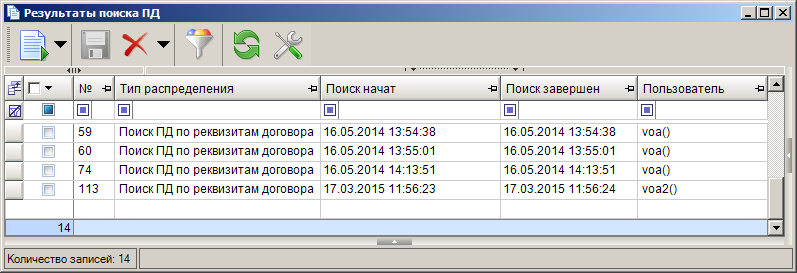 Результаты поиска ПД
№ Тип распределения Поиск начат Поиск завершен Пользователь
59 Поиск ПД по реквизитам договора 16.05.2014 13:54:38 16.05.2014 13:54:38 voa()
60 Поиск ПД по реквизитам договора 16.05.2014 13:55:01 16.05.2014 13:55:01 voa()
74 Поиск ПД по реквизитам договора 16.05.2014 14:13:51 16.05.2014 14:13:51 voa()
113 Поиск ПД по реквизитам договора 17.03.2015 11:56:23 17.03.2015 11:56:24 voa2()
14
Количество записей: 14